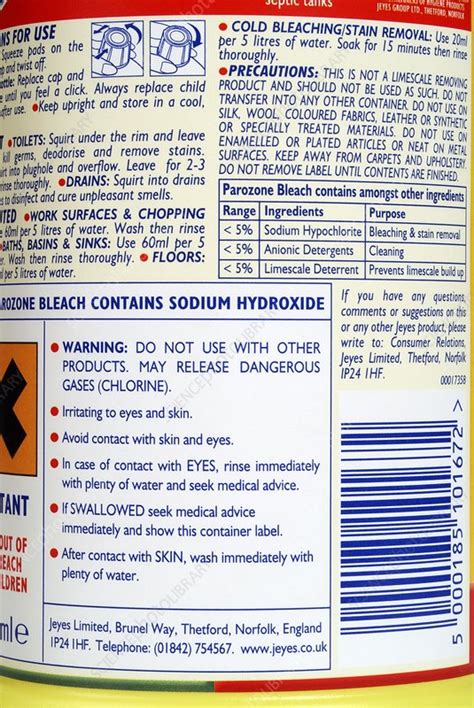 septic tanks
JEYES GROUP LTD., THETFORD, NORFOLK
NS FOR USE
Squeeze pads on the
p and twist off.
ttle: Replace cap and
until you feel a click. Always replace child
after use. •Keep upright and store in a cool,
T •TOILETS: Squirt under the rim and leave
kill germs, deodorise and remove stains.
irt into plughole and overflow. Leave for 2-3
rinse thoroughly. •DRAINS: Squirt into drains
es to disinfect and cure unpleasant smells.
TED •WORK SURFACES & CHOPPING
e 60ml per 5 litres of water. Wash then rinse
•BATHS, BASINS & SINKS: Use 60ml per 5
r. Wash then rinse thoroughly. • FLOORS:
l per 5 litres of water.
• COLD BLEACHING/STAIN REMOVAL: Use 20ml
per 5 litres of water. Soak for 15 minutes then rinse
thoroughly.
•PRECAUTIONS: THIS IS NOT A LIMESCALE REMOVING
PRODUCT AND SHOULD NOT BE USED AS SUCH. DO NOT
TRANSFER INTO ANY OTHER CONTAINER. DO NOT USE ON
SILK, WOOL, COLOURED FABRICS, LEATHER OR SYNTHETIC
OR SPECIALLY TREATED MATERIALS. DO NOT USE ON
ENAMELLED OR PLATED ARTICLES OR NEAT ON METAL
SURFACES. KEEP AWAY FROM CARPETS AND UPHOLSTERY.
DO NOT REMOVE LABEL UNTIL CONTENTS ARE FINISHED.
Parozone Bleach contains amongst other ingredients
Range Ingredients Purpose
< 5% Sodium Hypochlorite Bleaching & stain removal
< 5% Anionic Detergents Cleaning
< 5% Limescale Deterrent Prevents limescale build up
If you have any questions,
comments or suggestions on this
or any other Jeyes product, please
write to: Consumer Relations,
Jeyes Limited, Thetford, Norfolk
IP24 1HF.
0001735B
PAROZONE BLEACH CONTAINS SODIUM HYDROXIDE
• WARNING: DO NOT USE WITH OTHER
PRODUCTS. MAY RELEASE DANGEROUS
GASES (CHLORINE).
• Irritating to eyes and skin.
• Avoid contact with skin and eyes.
• In case of contact with EYES, rinse immediately
with plenty of water and seek medical advice.
• If SWALLOWED seek medical advice
immediately and show this container label.
• After contact with SKIN, wash immediately with
plenty of water.
TANT
OUT OF
EACH
LDREN
ml e
Jeyes Limited, Brunel Way, Thetford, Norfolk, England
IP24 1HF. Telephone: (01842) 754567. www.jeyes.co.uk
5 000185 101672 >